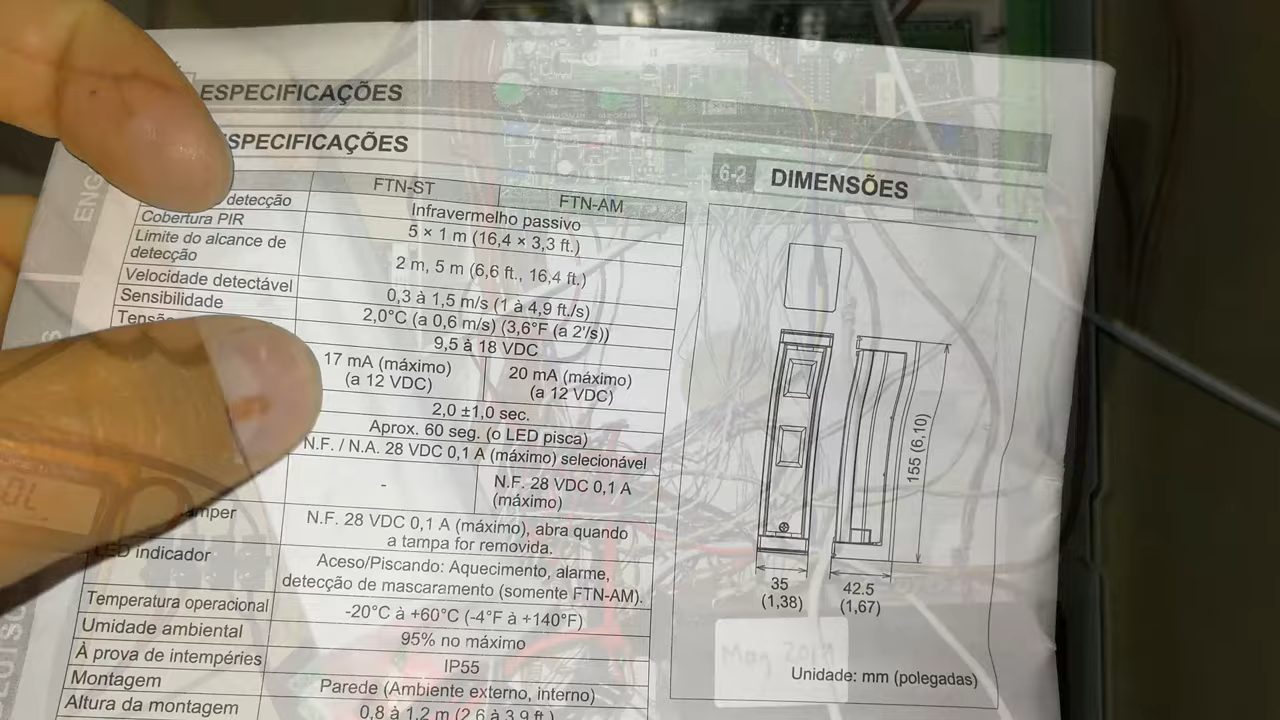 ENG
ESPECIFICAÇÕES
ESPECIFICAÇÕES
FTN-ST
FTN-AM
detecção
Infravermelho passivo
Cobertura PIR
5 × 1 m (16,4 × 3,3 ft.)
Limite do alcance de
detecção
2 m, 5 m (6,6 ft., 16,4 ft.)
Velocidade detectável
0,3 à 1,5 m/s (1 à 4,9 ft./s)
Sensibilidade
2,0°C (a 0,6 m/s) (3,6°F (a 2'/s))
9,5 à 18 VDC
17 mA (máximo)
(a 12 VDC)
20 mA (máximo)
(a 12 VDC)
2,0 ±1,0 sec.
Aprox. 60 seg. (o LED pisca)
N.F. / N.A. 28 VDC 0,1 A (máximo) selecionável
-
N.F. 28 VDC 0,1 A
(máximo)
N.F. 28 VDC 0,1 A (máximo), abra quando
a tampa for removida.
LED indicador
Aceso/Piscando: Aquecimento, alarme,
detecção de mascaramento (somente FTN-AM).
Temperatura operacional
-20°C à +60°C (-4°F à +140°F)
Umidade ambiental
95% no máximo
À prova de intempéries
IP55
Montagem
Parede (Ambiente externo, interno)
Altura da montagem
0,8 à 1,2 m (2,6 à 3,9 ft.)
6-2 DIMENSÕES
155 (6,10)
35
(1,38)
42.5
(1,67)
Unidade: mm (polegadas)